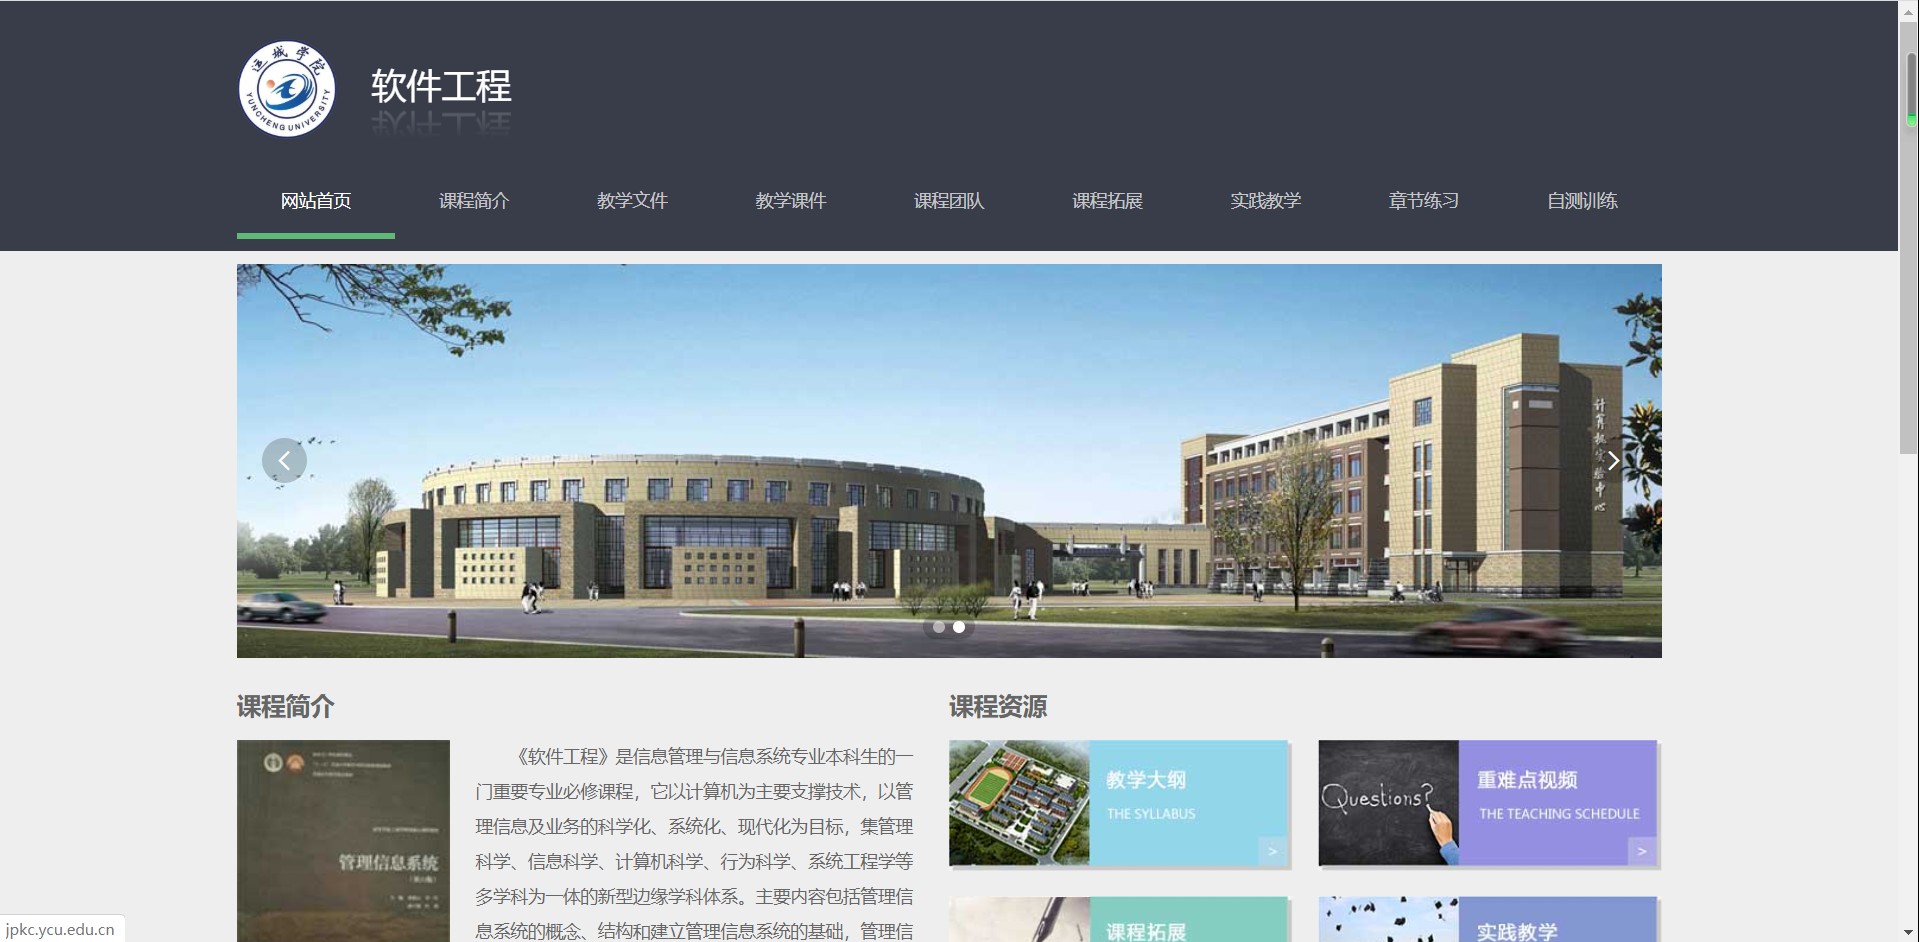 运城学院
YUNCHENG UNIVERSITY
软件工程
网站首页
课程简介
教学文件
教学课件
课程团队
课程拓展
实践教学
章节练习
自测训练
计算机实验中心
课程简介
管理信息系统
《软件工程》是信息管理与信息系统专业本科生的一
门重要专业必修课程，它以计算机为主要支撑技术，以管
理信息及业务的科学化、系统化、现代化为目标，集管理
科学、信息科学、计算机科学、行为科学、系统工程学等
多学科为一体的新型边缘学科体系。主要内容包括管理信
息系统的概念、结构和建立管理信息系统的基础，管理信
课程资源
教学大纲
THE SYLLABUS
>
Questions?
重难点视频
THE TEACHING SCHEDULE
>
课程拓展
实践教学
jpkc.ycu.edu.cn